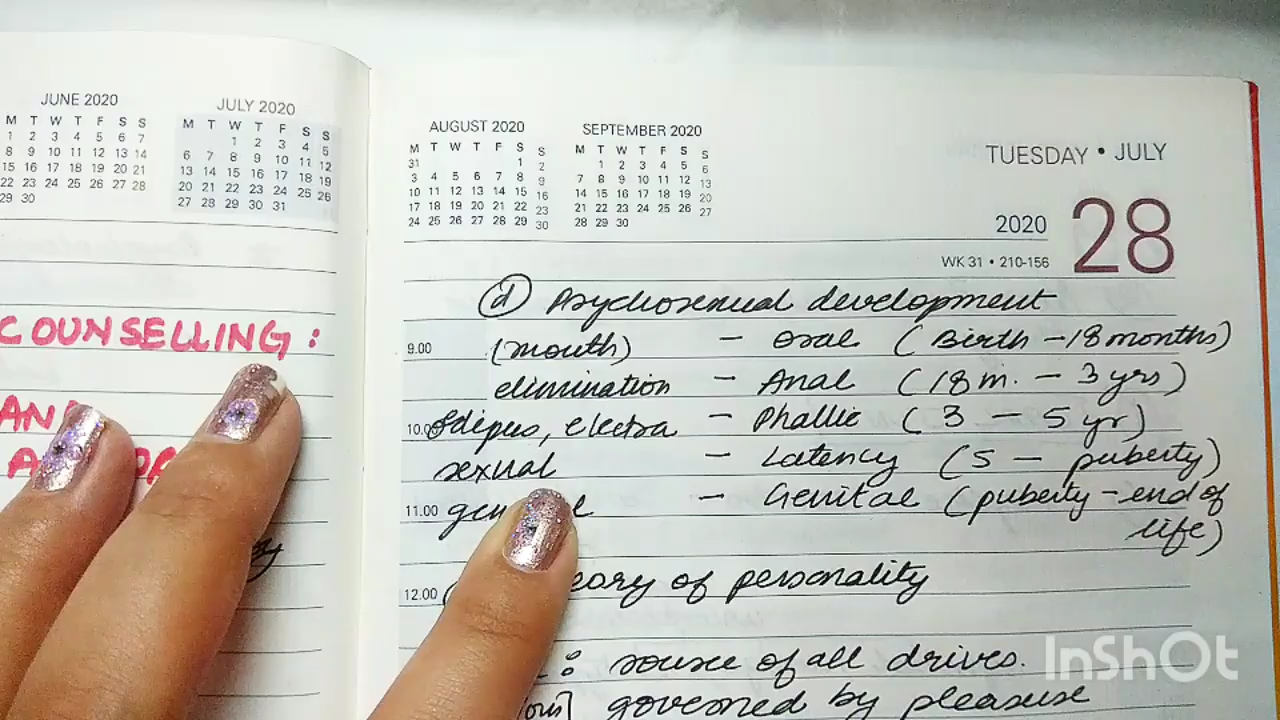 JUNE 2020
M T W T F S S
1 2 3 4 5 6 7
8 9 10 11 12 13 14
15 16 17 18 19 20 21
22 23 24 25 26 27 28
29 30
JULY 2020
M T W T F S S
1 2 3 4 5
6 7 8 9 10 11 12
13 14 15 16 17 18 19
20 21 22 23 24 25 26
27 28 29 30 31
COUNSELLING :
AUGUST 2020
M T W T F S S
31 1 2
3 4 5 6 7 8 9
10 11 12 13 14 15 16
17 18 19 20 21 22 23
24 25 26 27 28 29 30
SEPTEMBER 2020
M T W T F S S
1 2 3 4 5 6
7 8 9 10 11 12 13
14 15 16 17 18 19 20
21 22 23 24 25 26 27
28 29 30
TUESDAY • JULY
2020 28
WK 31 • 210-156
(d) Psychosexual development
9.00 (mouth) - Oral (Birth - 18 months)
elimination - Anal (18 m. - 3 yrs)
10.00 Odipus, electra - Phallic (3 - 5 yr)
sexual - Latency (5 - puberty)
11.00 - Genital (puberty - end of
life)
12.00 of personality
: source of all drives.
governed by pleasure
InShOt